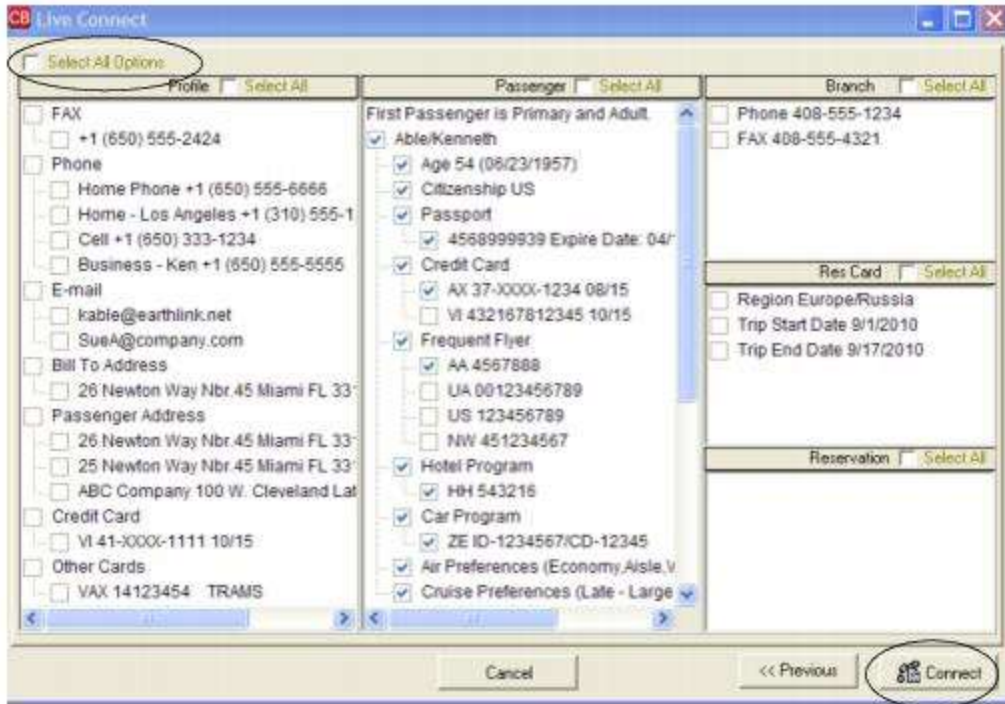 CB Live Connect
Select All Options
Profile Select All
FAX
+1 (650) 555-2424
Phone
Home Phone +1 (650) 555-6666
Home - Los Angeles +1 (310) 555-1
Cell +1 (650) 333-1234
Business - Ken +1 (650) 555-5555
E-mail
kable@earthlink.net
SueA@company.com
Bill To Address
26 Newton Way Nbr.45 Miami FL 33
Passenger Address
26 Newton Way Nbr.45 Miami FL 33
25 Newton Way Nbr.45 Miami FL 33
ABC Company 100 W. Cleveland Lat
Credit Card
VI 41-XXXX-1111 10/15
Other Cards
VAX 14123454 TRAMS
Passenger Select All
First Passenger is Primary and Adult.
Able/Kenneth
Age 54 (06/23/1957)
Citizenship US
Passport
4568999939 Expire Date: 04/
Credit Card
AX 37-XXXX-1234 08/15
VI 432167812345 10/15
Frequent Flyer
AA 4567888
UA 00123456789
US 123456789
NW 451234567
Hotel Program
HH 543216
Car Program
ZE ID-1234567/CD-12345
Air Preferences (Economy,Aisle,V
Cruise Preferences (Late - Large
Branch Select All
Phone 408-555-1234
FAX 408-555-4321
Res Card Select All
Region Europe/Russia
Trip Start Date 9/1/2010
Trip End Date 9/17/2010
Reservation Select All
Cancel
<< Previous
Connect